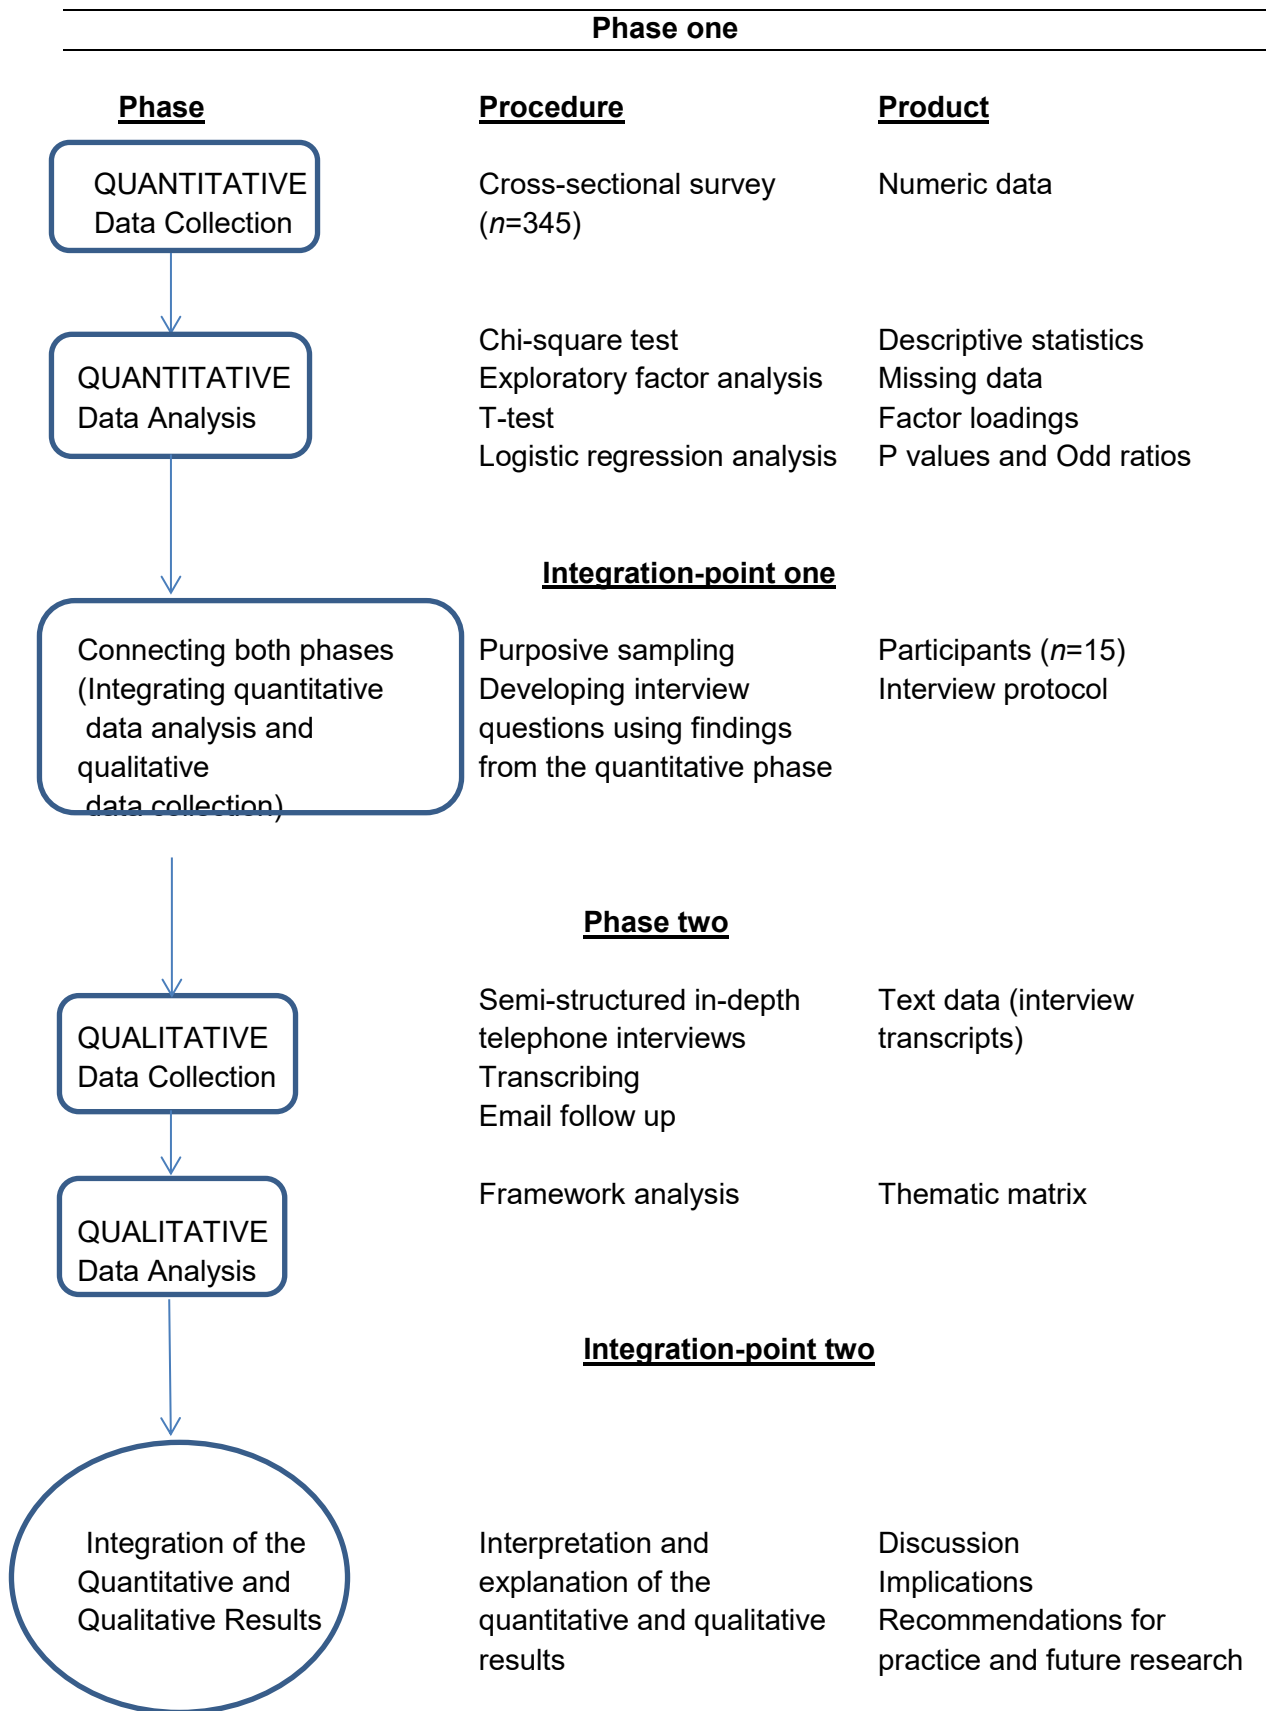 Phase one
Phase Procedure Product
QUANTITATIVE Cross-sectional survey Numeric data
Data Collection (n=345)
Chi-square test Descriptive statistics
QUANTITATIVE Exploratory factor analysis Missing data
Data Analysis T-test Factor loadings
Logistic regression analysis P values and Odd ratios
Integration-point one
Connecting both phases Purposive sampling Participants (n=15)
(Integrating quantitative Developing interview Interview protocol
data analysis and questions using findings
qualitative from the quantitative phase
data collection)
Phase two
Semi-structured in-depth Text data (interview
QUALITATIVE telephone interviews transcripts)
Data Collection Transcribing
Email follow up
Framework analysis Thematic matrix
QUALITATIVE
Data Analysis
Integration-point two
Integration of the Interpretation and Discussion
Quantitative and explanation of the Implications
Qualitative Results quantitative and qualitative Recommendations for
results practice and future research